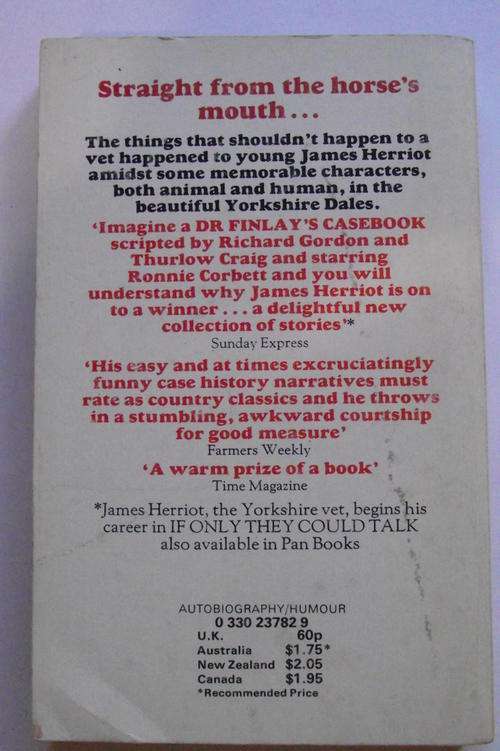 Straight from the horse's
mouth...
The things that shouldn't happen to a
vet happened to young James Herriot
amidst some memorable characters,
both animal and human, in the
beautiful Yorkshire Dales.
'Imagine a DR FINLAY'S CASEBOOK
scripted by Richard Gordon and
Thurlow Craig and starring
Ronnie Corbett and you will
understand why James Herriot is on
to a winner...a delightful new
collection of stories'*
Sunday Express
'His easy and at times excruciatingly
funny case history narratives must
rate as country classics and he throws
in a stumbling, awkward courtship
for good measure'
Farmers Weekly
'A warm prize of a book'
Time Magazine
*James Herriot, the Yorkshire vet, begins his
career in IF ONLY THEY COULD TALK
also available in Pan Books
AUTOBIOGRAPHY/HUMOUR
0 330 23782 9
U.K. 60p
Australia $1.75*
New Zealand $2.05
Canada $1.95
*Recommended Price